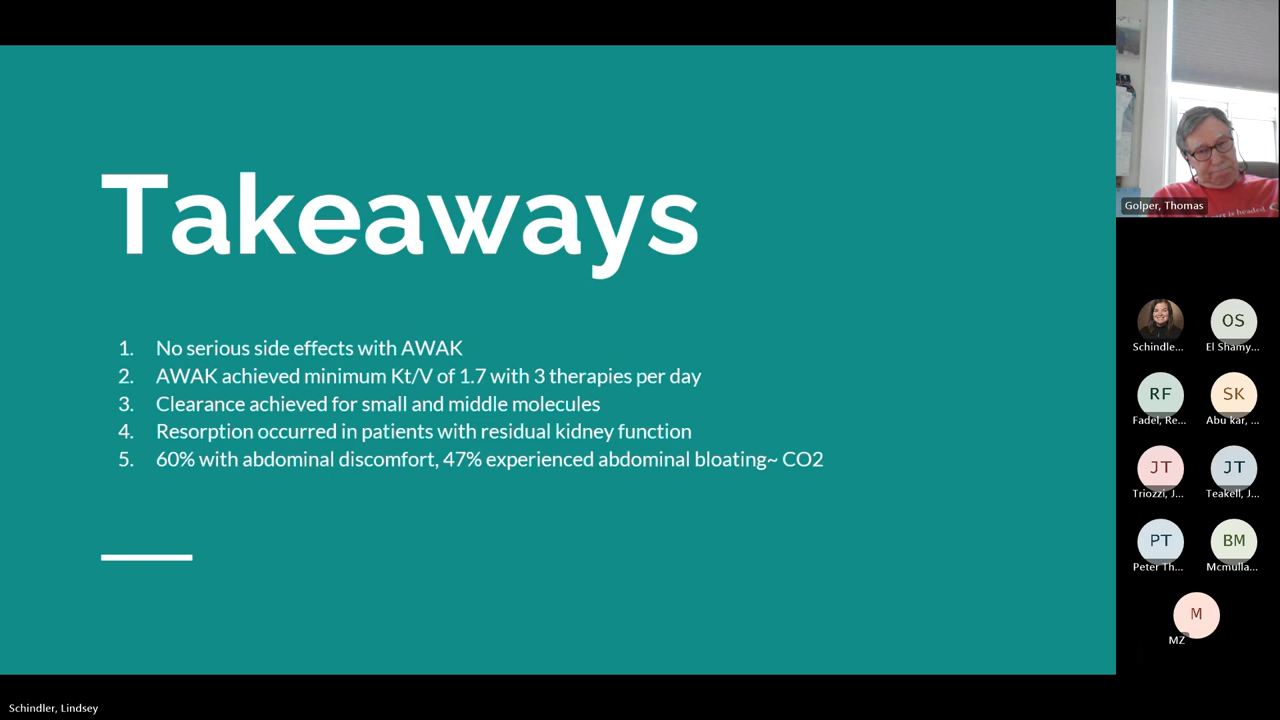 Takeaways
1. No serious side effects with AWAK
2. AWAK achieved minimum Kt/V of 1.7 with 3 therapies per day
3. Clearance achieved for small and middle molecules
4. Resorption occurred in patients with residual kidney function
5. 60% with abdominal discomfort, 47% experienced abdominal bloating~ CO2
Golper, Thomas
is headed
Schindle...
OS
El Shamy...
RF
Fadel, Re...
SK
Abu kar, ...
JT
Triozzi, J...
JT
Teakell, J...
PT
Peter Th...
BM
Mcmulla...
M
MZ
Schindler, Lindsey